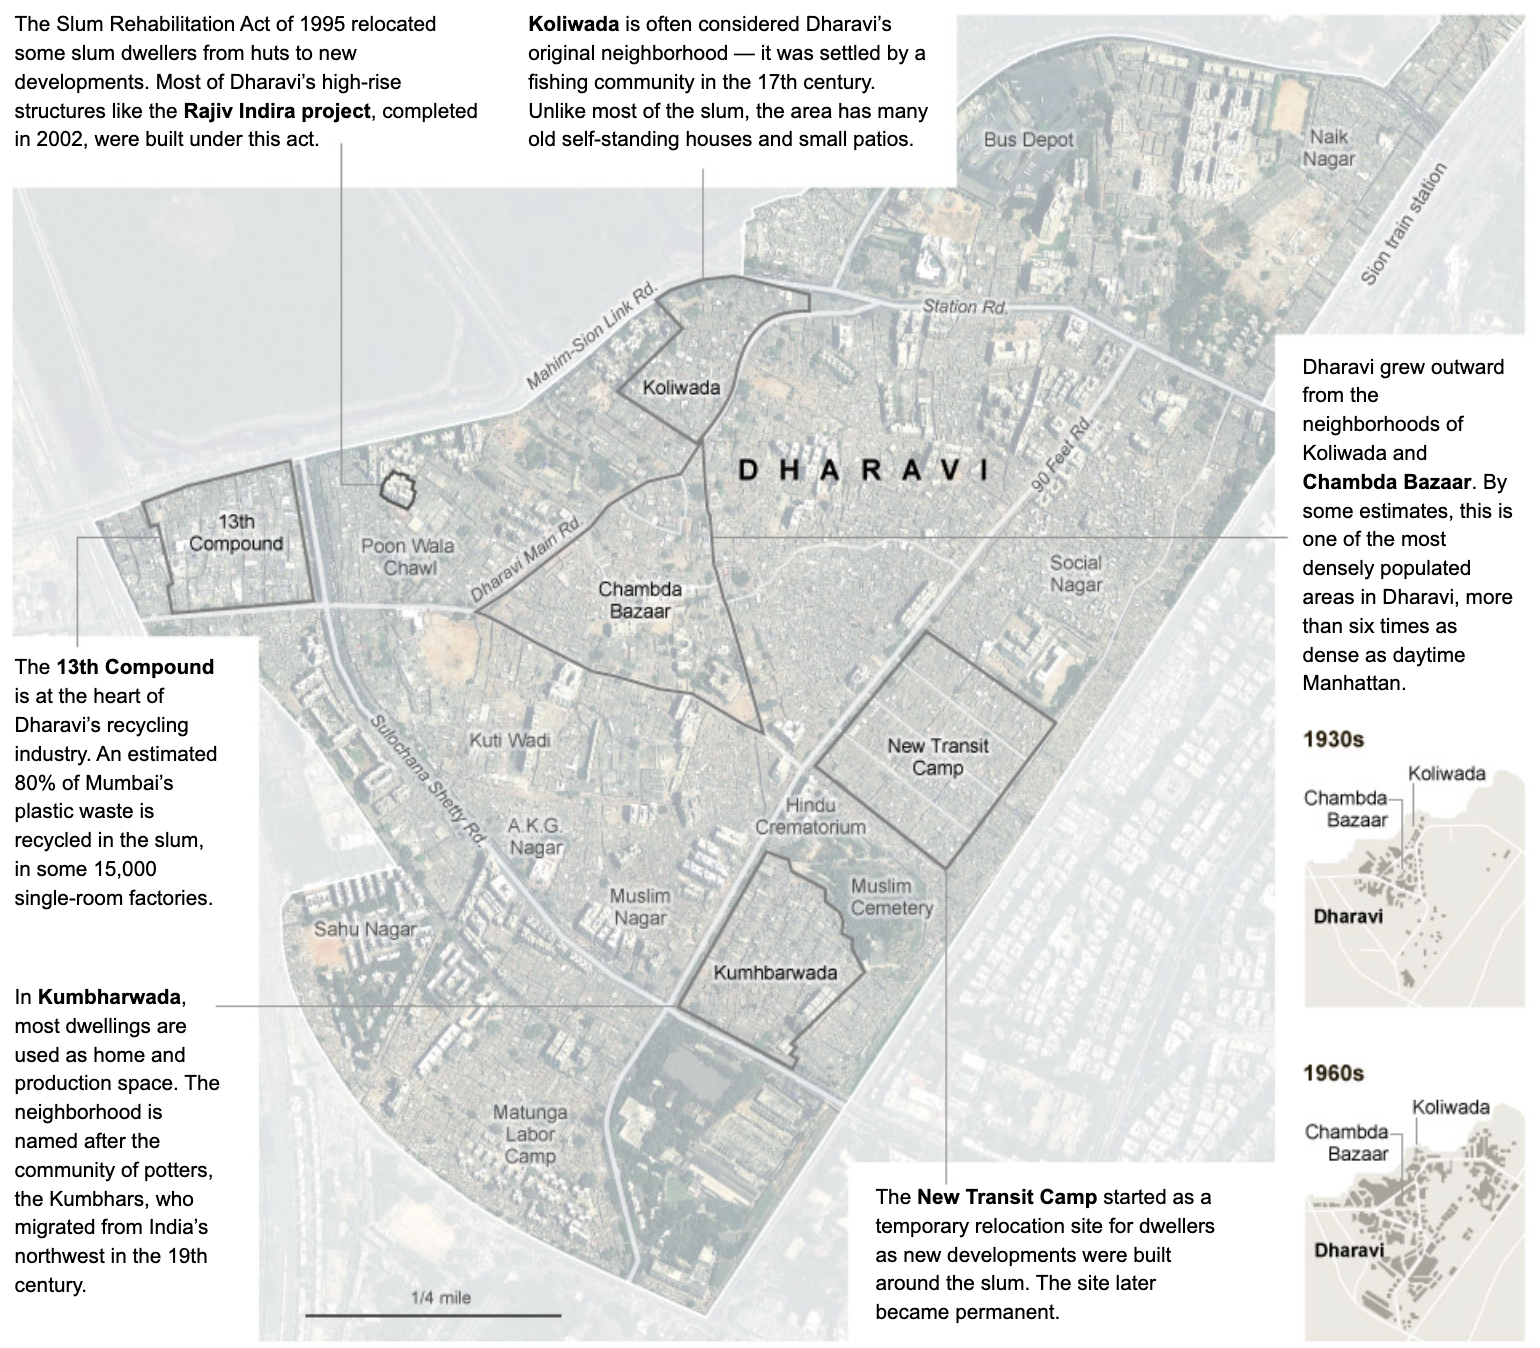 The Slum Rehabilitation Act of 1995 relocated
some slum dwellers from huts to new
developments. Most of Dharavi's high-rise
structures like the Rajiv Indira project, completed
in 2002, were built under this act.
Koliwada is often considered Dharavi's
original neighborhood — it was settled by a
fishing community in the 17th century.
Unlike most of the slum, the area has many
old self-standing houses and small patios.
Bus Depot
Naik
Nagar
Sion train station
Mahim-Sion Link Rd.
Station Rd.
Koliwada
DHARAVI
90 Feet Rd.
Dharavi grew outward
from the
neighborhoods of
Koliwada and
Chambda Bazaar. By
some estimates, this is
one of the most
densely populated
areas in Dharavi, more
than six times as
dense as daytime
Manhattan.
13th
Compound
Poon Wala
Chawl
Dharavi Main Rd.
Chambda
Bazaar
Social
Nagar
The 13th Compound
is at the heart of
Dharavi's recycling
industry. An estimated
80% of Mumbai's
plastic waste is
recycled in the slum,
in some 15,000
single-room factories.
Sulochana Shetty Rd.
Kuti Wadi
New Transit
Camp
Hindu
Crematorium
A.K.G.
Nagar
Muslim
Nagar
Muslim
Cemetery
Sahu Nagar
Kumhbarwada
In Kumbharwada,
most dwellings are
used as home and
production space. The
neighborhood is
named after the
community of potters,
the Kumbhars, who
migrated from India's
northwest in the 19th
century.
Matunga
Labor
Camp
1/4 mile
The New Transit Camp started as a
temporary relocation site for dwellers
as new developments were built
around the slum. The site later
became permanent.
1930s
Koliwada
Chambda
Bazaar
Dharavi
1960s
Koliwada
Chambda
Bazaar
Dharavi